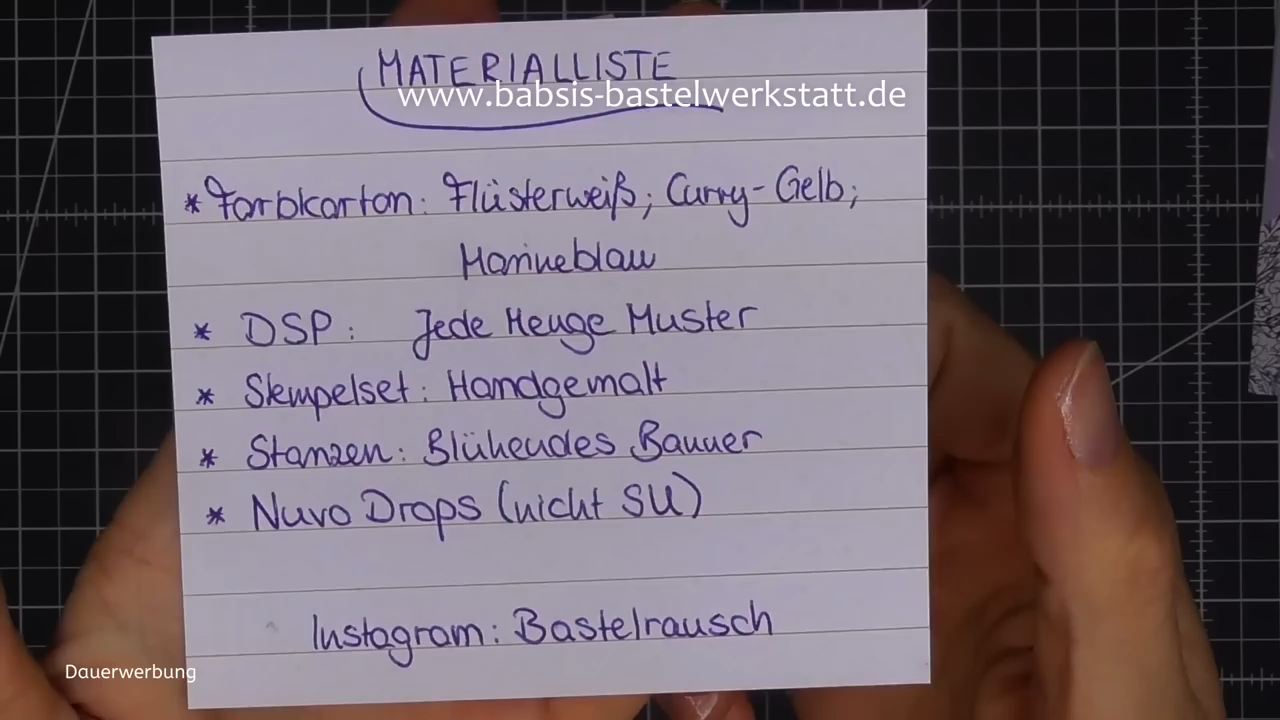 MATERIALLISTE
www.babsis-bastelwerkstatt.de
* Farbkarton: Flüsterweiß; Curry-Gelb;
Marineblau
* DSP: Jede Menge Muster
* Stempelset: Handgemalt
* Stanzen: Blühendes Banner
* Nuvo Drops (nicht SU)
Instagram: Bastelrausch
Dauerwerbung